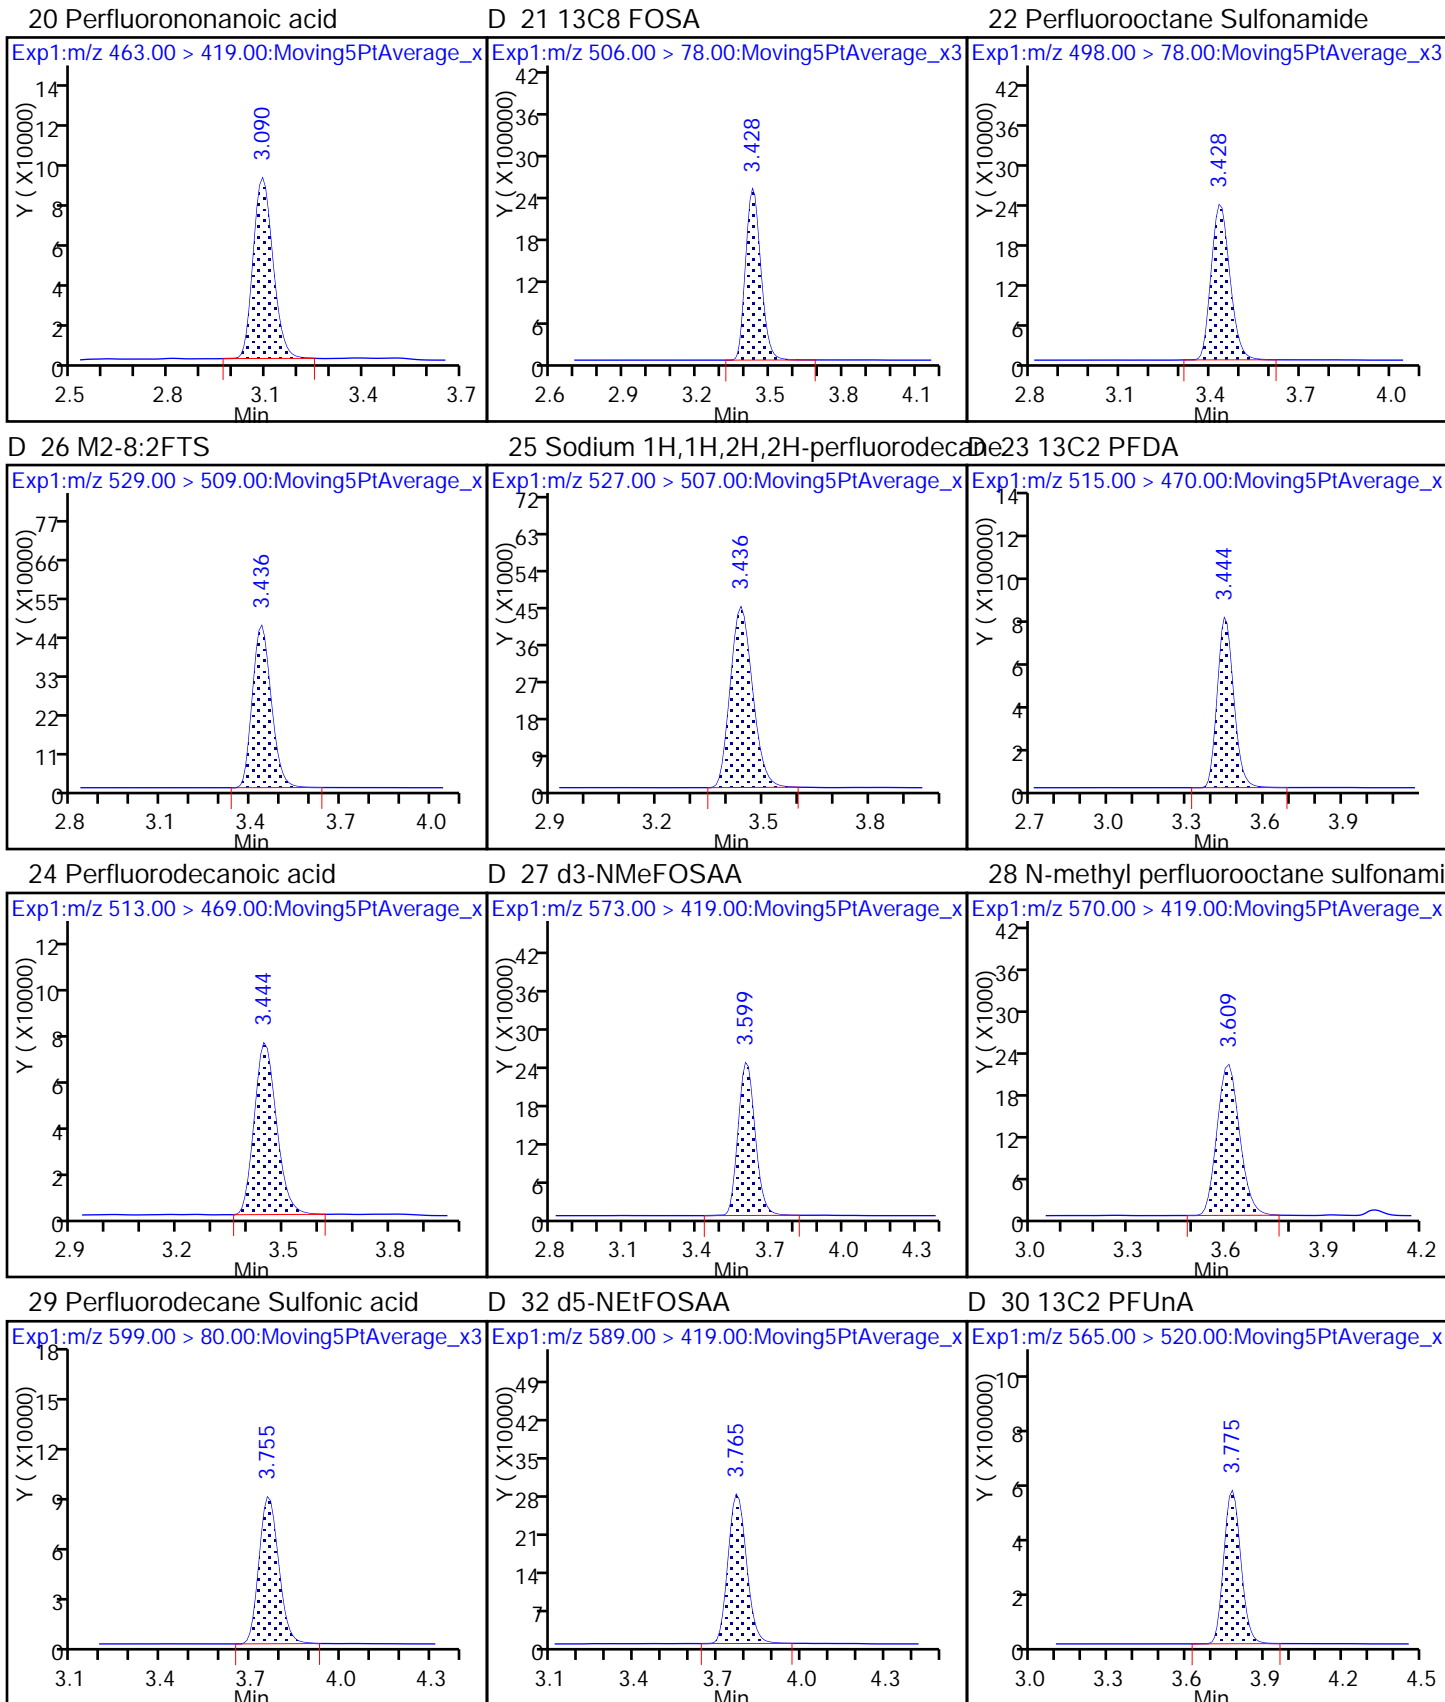 20 Perfluorononanoic acid
Exp1:m/z 463.00 > 419.00:Moving5PtAverage_x
Y ( X10000)
14
12
10
8
6
4
2
0
3.090
2.5 2.8 3.1 3.4 3.7
Min
D 21 13C8 FOSA
Exp1:m/z 506.00 > 78.00:Moving5PtAverage_x3
Y ( X100000)
42
36
30
24
18
12
6
0
3.428
2.6 2.9 3.2 3.5 3.8 4.1
Min
22 Perfluorooctane Sulfonamide
Exp1:m/z 498.00 > 78.00:Moving5PtAverage_x3
Y ( X10000)
42
36
30
24
18
12
6
0
3.428
2.8 3.1 3.4 3.7 4.0
Min
D 26 M2-8:2FTS
Exp1:m/z 529.00 > 509.00:Moving5PtAverage_x
Y ( X10000)
77
66
55
44
33
22
11
0
3.436
2.8 3.1 3.4 3.7 4.0
Min
25 Sodium 1H,1H,2H,2H-perfluorodecane
Exp1:m/z 527.00 > 507.00:Moving5PtAverage_x
Y ( X1000)
72
63
54
45
36
27
18
9
0
3.436
2.9 3.2 3.5 3.8
Min
D 23 13C2 PFDA
Exp1:m/z 515.00 > 470.00:Moving5PtAverage_x
Y ( X100000)
14
12
10
8
6
4
2
0
3.444
2.7 3.0 3.3 3.6 3.9
Min
24 Perfluorodecanoic acid
Exp1:m/z 513.00 > 469.00:Moving5PtAverage_x
Y ( X10000)
12
10
8
6
4
2
0
3.444
2.9 3.2 3.5 3.8
Min
D 27 d3-NMeFOSAA
Exp1:m/z 573.00 > 419.00:Moving5PtAverage_x
Y ( X10000)
42
36
30
24
18
12
6
0
3.599
2.8 3.1 3.4 3.7 4.0 4.3
Min
28 N-methyl perfluorooctane sulfonami
Exp1:m/z 570.00 > 419.00:Moving5PtAverage_x
Y ( X1000)
42
36
30
24
18
12
6
0
3.609
3.0 3.3 3.6 3.9 4.2
Min
29 Perfluorodecane Sulfonic acid
Exp1:m/z 599.00 > 80.00:Moving5PtAverage_x3
Y ( X10000)
18
15
12
9
6
3
0
3.755
3.1 3.4 3.7 4.0 4.3
Min
D 32 d5-NEtFOSAA
Exp1:m/z 589.00 > 419.00:Moving5PtAverage_x
Y ( X10000)
49
42
35
28
21
14
7
0
3.765
3.1 3.4 3.7 4.0 4.3
Min
D 30 13C2 PFUnA
Exp1:m/z 565.00 > 520.00:Moving5PtAverage_x
Y ( X100000)
10
8
6
4
2
0
3.775
3.0 3.3 3.6 3.9 4.2 4.5
Min